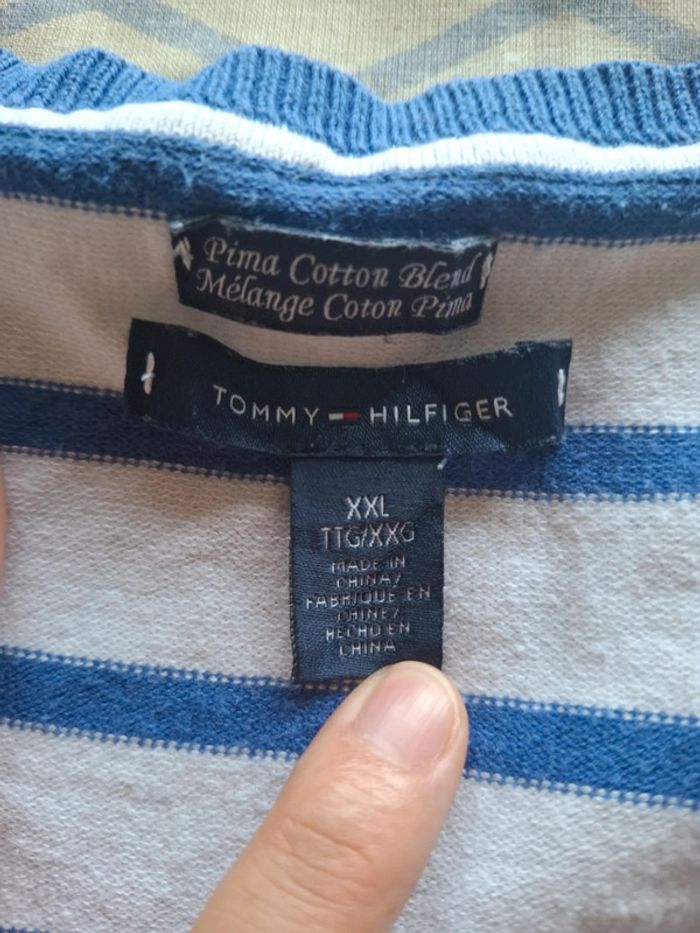 Pima Cotton Blend
Mélange Coton Pima
TOMMY HILFIGER
XXL
TTG/XXG
MADE IN
CHINA/
FABRIQUE EN
CHINE/
HECHO EN
CHINA